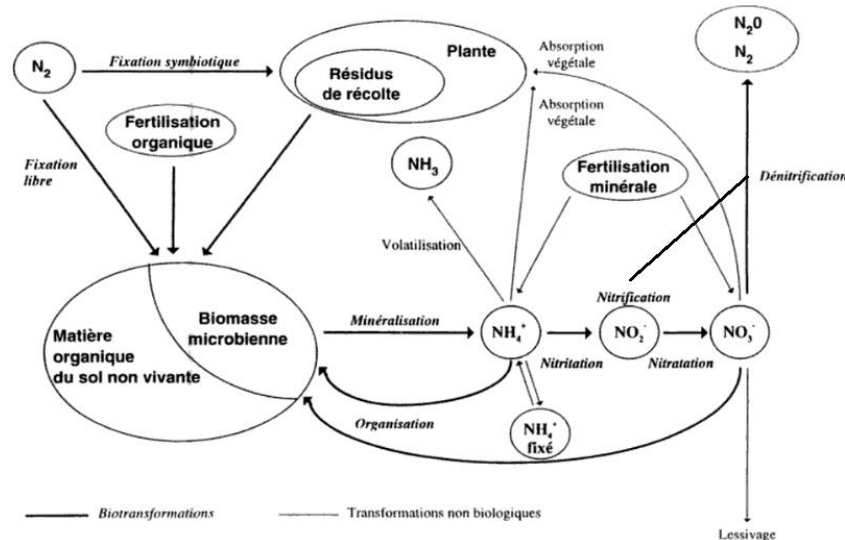 N₂
Fixation symbiotique
Plante
Résidus
de récolte
Absorption
végétale
Absorption
végétale
N₂0
N₂
Fertilisation
organique
Fixation
libre
NH₃
Fertilisation
minérale
Dénitrification
Volatilisation
Matière
organique
du sol non vivante
Biomasse
microbienne
Minéralisation
NH₄⁺
Nitrification
NO₂⁻
NO₃⁻
Nitritation
Nitratation
Organisation
NH₄⁺
fixé
Biotransformations
Transformations non biologiques
Lessivage